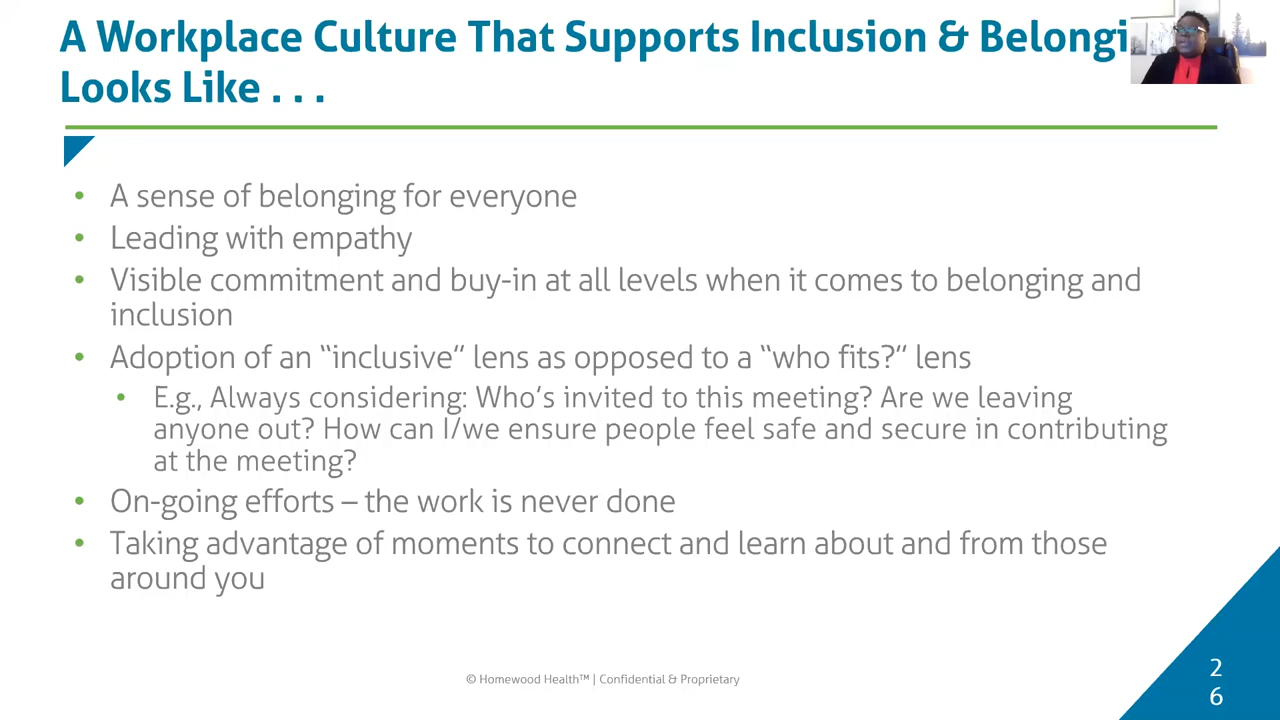 A Workplace Culture That Supports Inclusion & Belongi
Looks Like . . .
• A sense of belonging for everyone
• Leading with empathy
• Visible commitment and buy-in at all levels when it comes to belonging and
inclusion
• Adoption of an “inclusive” lens as opposed to a “who fits?” lens
• E.g., Always considering: Who’s invited to this meeting? Are we leaving
anyone out? How can I/we ensure people feel safe and secure in contributing
at the meeting?
• On-going efforts – the work is never done
• Taking advantage of moments to connect and learn about and from those
around you
© Homewood Health™ | Confidential & Proprietary
2
6